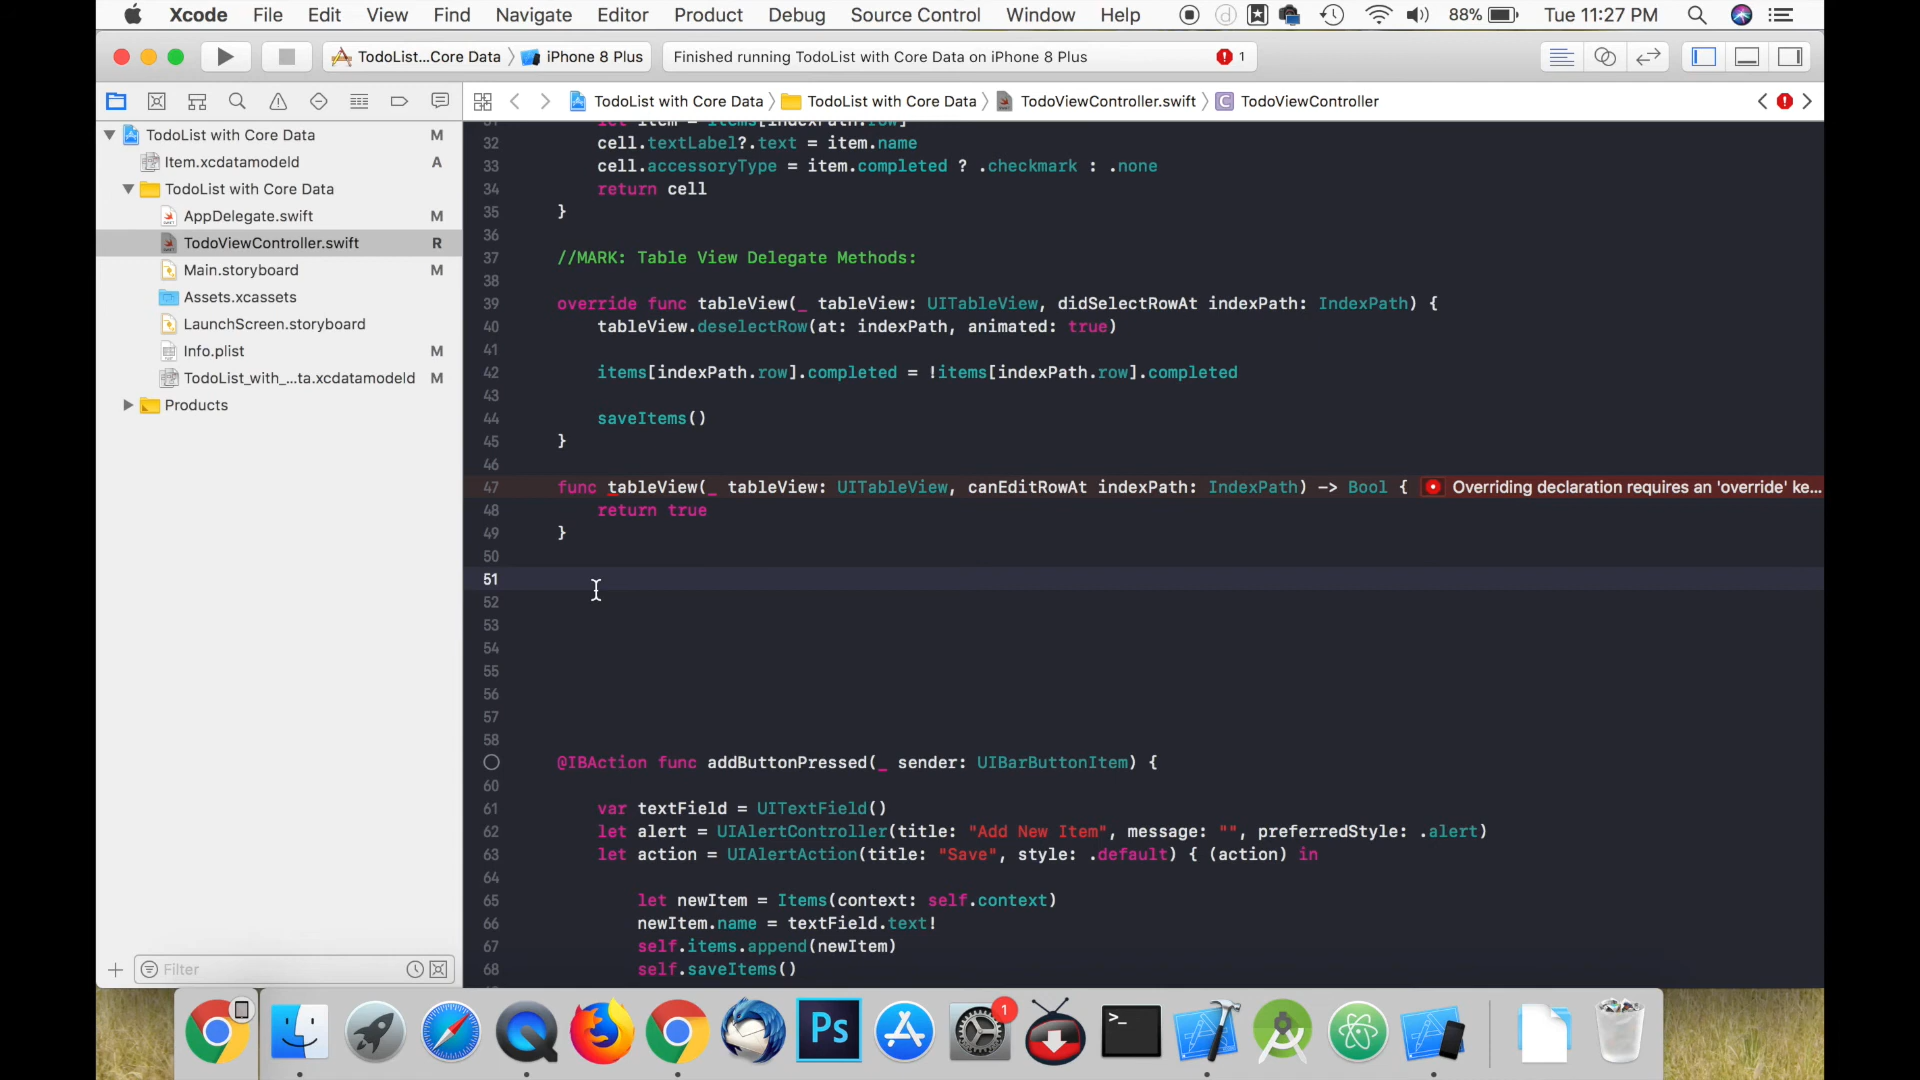 Xcode File Edit View Find Navigate Editor Product Debug Source Control Window Help 88% Tue 11:27 PM
TodoList...Core Data iPhone 8 Plus Finished running TodoList with Core Data on iPhone 8 Plus 1
TodoList with Core Data TodoList with Core Data TodoViewController.swift C TodoViewController
TodoList with Core Data M
Item.xcdatamodeld A
TodoList with Core Data
AppDelegate.swift M
TodoViewController.swift R
Main.storyboard M
Assets.xcassets
LaunchScreen.storyboard
Info.plist M
TodoList_with_...ta.xcdatamodeld M
Products
Filter
31 let item = items[indexPath.row]
32 cell.textLabel?.text = item.name
33 cell.accessoryType = item.completed ? .checkmark : .none
34 return cell
35 }
36
37 //MARK: Table View Delegate Methods:
38
39 override func tableView(_ tableView: UITableView, didSelectRowAt indexPath: IndexPath) {
40 tableView.deselectRow(at: indexPath, animated: true)
41
42 items[indexPath.row].completed = !items[indexPath.row].completed
43
44 saveItems()
45 }
46
47 func tableView(_ tableView: UITableView, canEditRowAt indexPath: IndexPath) -> Bool { Overriding declaration requires an 'override' ke...
48 return true
49 }
50
51
52
53
54
55
56
57
58
@IBAction func addButtonPressed(_ sender: UIBarButtonItem) {
60
61 var textField = UITextField()
62 let alert = UIAlertController(title: "Add New Item", message: "", preferredStyle: .alert)
63 let action = UIAlertAction(title: "Save", style: .default) { (action) in
64
65 let newItem = Items(context: self.context)
66 newItem.name = textField.text!
67 self.items.append(newItem)
68 self.saveItems()
Ps
>_
1